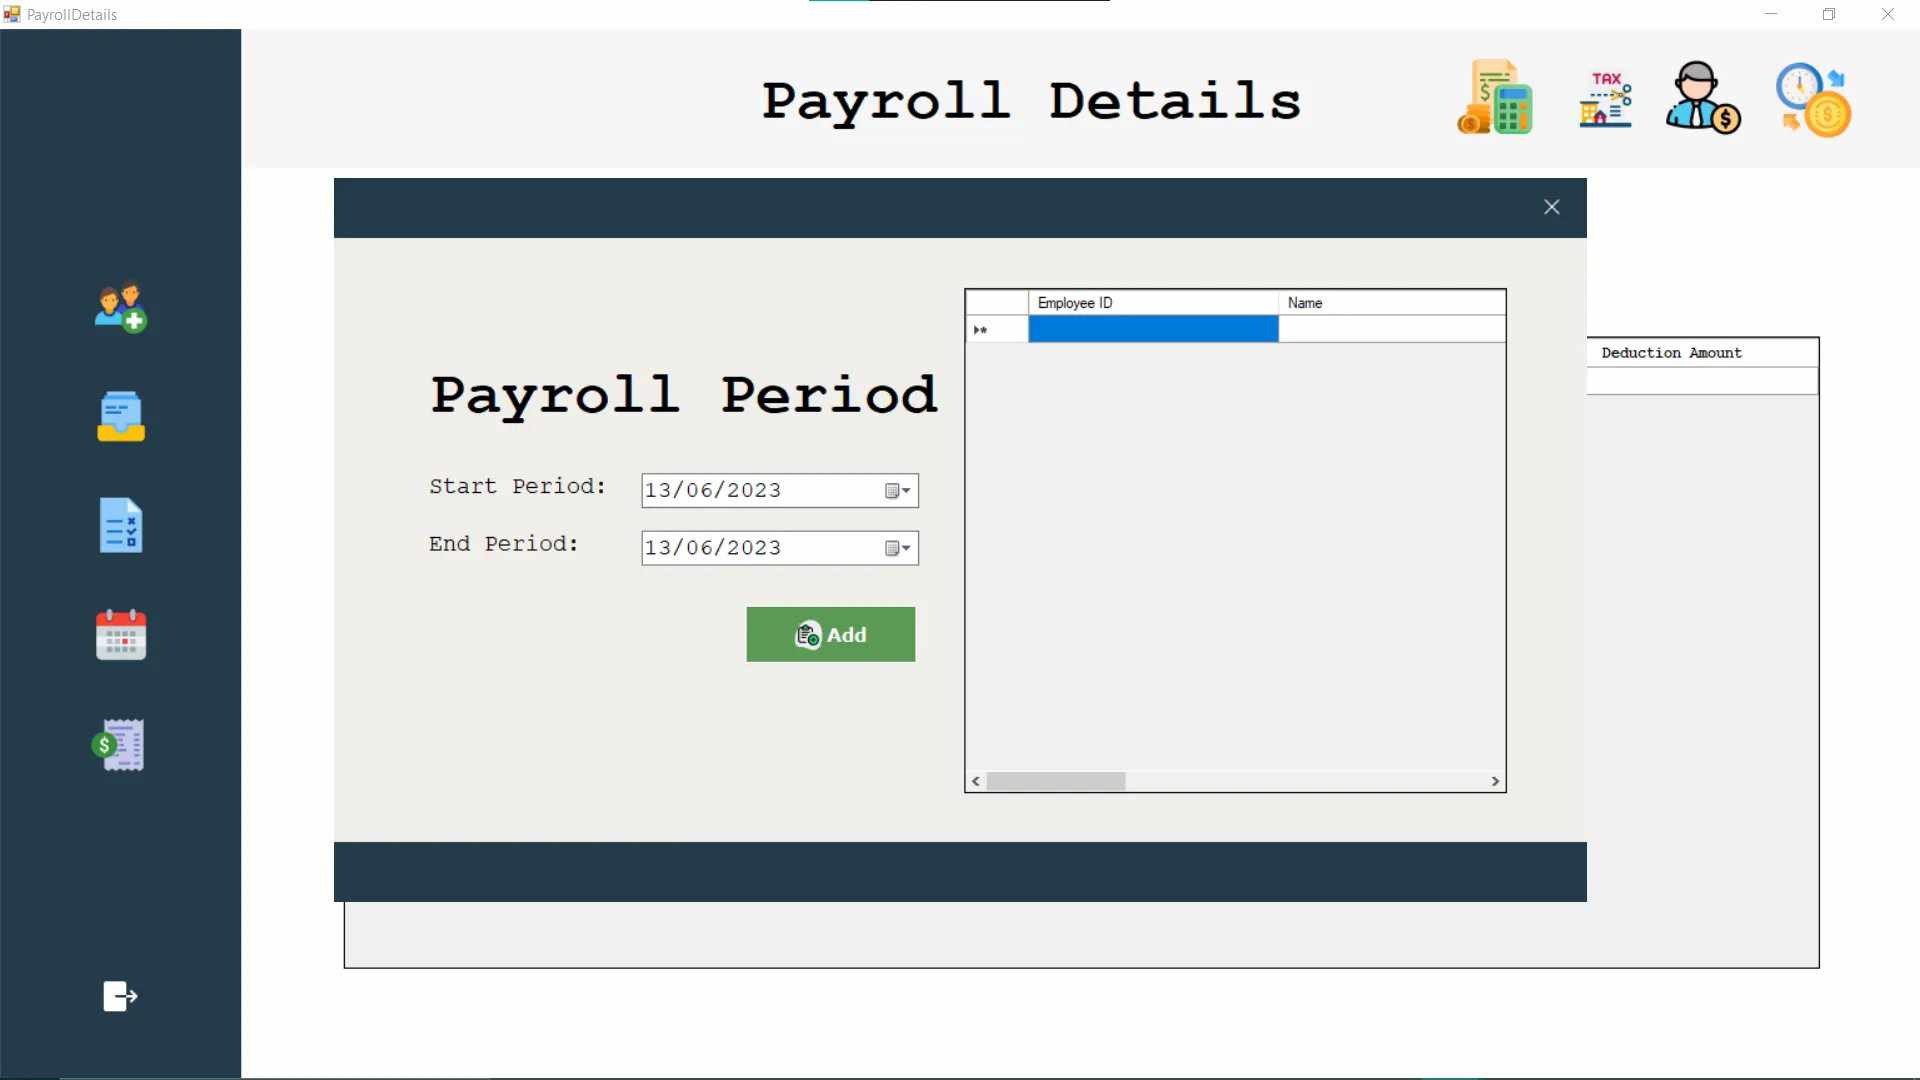 PayrollDetails
Payroll Details
TAX
Employee ID Name
Deduction Amount
Payroll Period
Start Period: 13/06/2023
End Period: 13/06/2023
Add